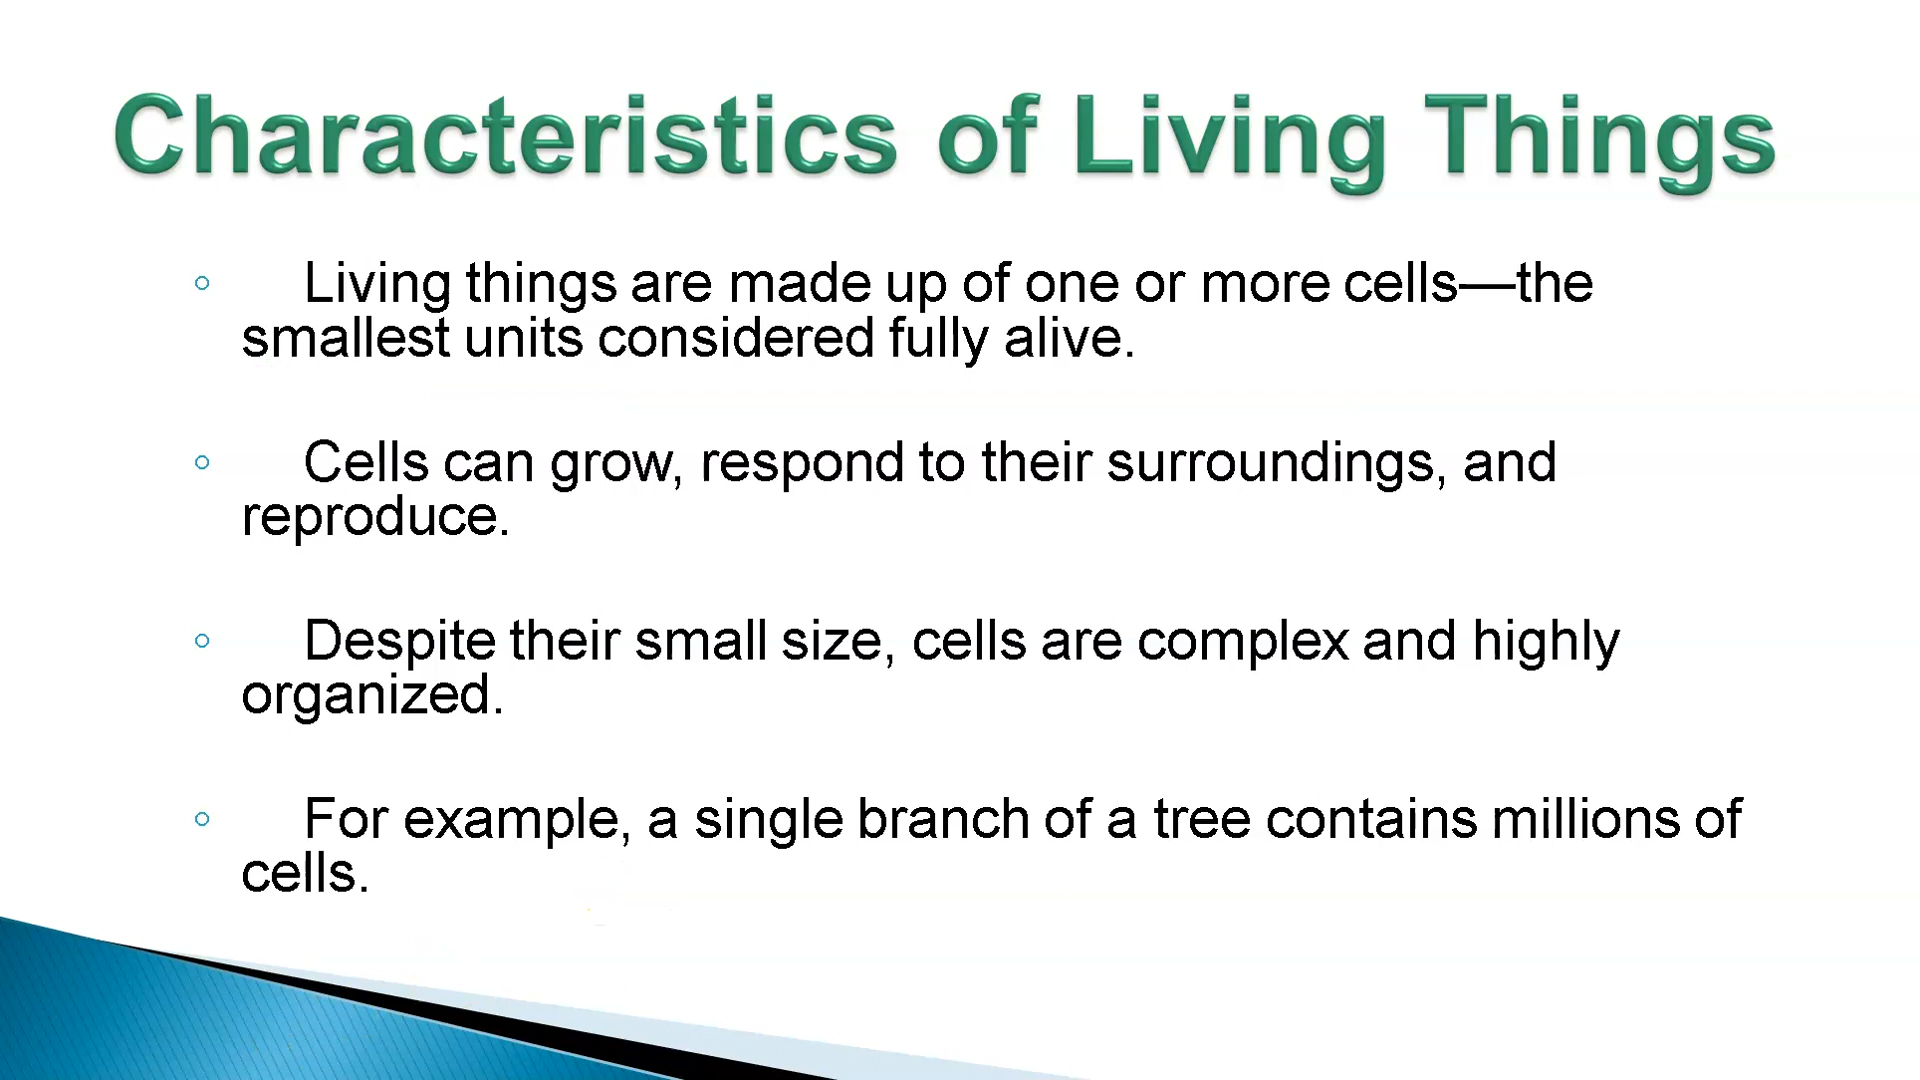 Characteristics of Living Things
◦ Living things are made up of one or more cells—the
smallest units considered fully alive.
◦ Cells can grow, respond to their surroundings, and
reproduce.
◦ Despite their small size, cells are complex and highly
organized.
◦ For example, a single branch of a tree contains millions of
cells.